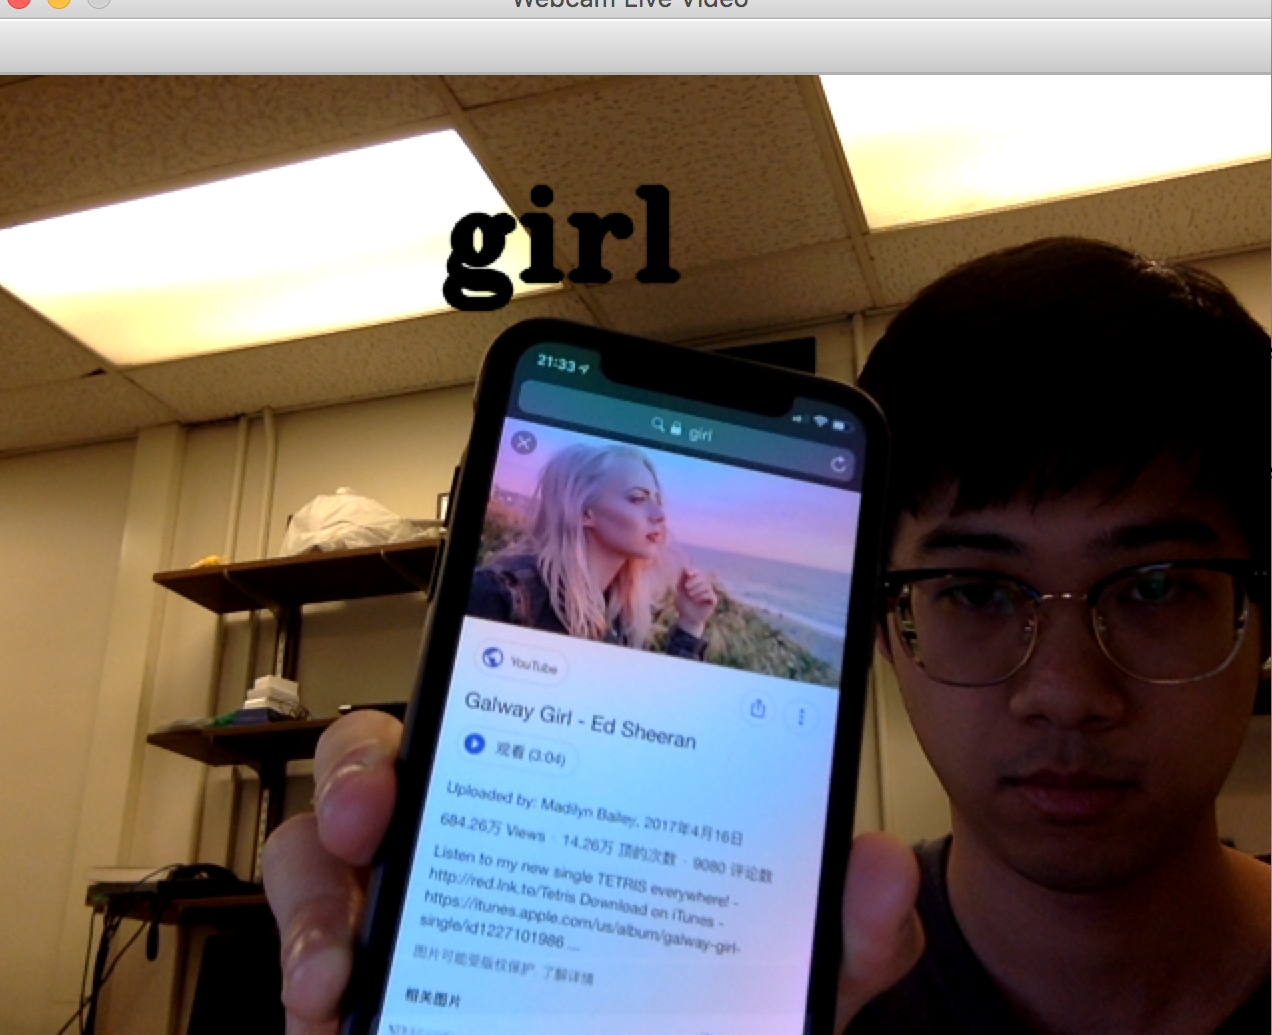 Webcam Live Video
girl
21:33
girl
YouTube
Galway Girl - Ed Sheeran
观看 (3:04)
Uploaded by: Madilyn Bailey, 2017年4月16日
684.26万 Views · 14.26万 顶的次数 · 9080 评论数
Listen to my new single TETRIS everywhere! -
http://red.lnk.to/Tetris Download on iTunes -
https://itunes.apple.com/us/album/galway-girl-
single/id1227101986 ...
图片可能受版权保护. 了解详情
相关图片